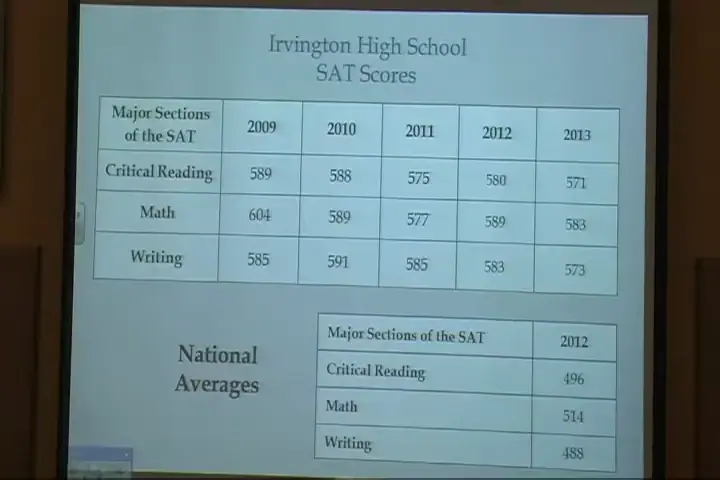 Irvington High School
SAT Scores
Major Sections of the SAT 2009 2010 2011 2012 2013
Critical Reading 589 588 575 580 571
Math 604 589 577 589 583
Writing 585 591 585 583 573
National
Averages
Major Sections of the SAT 2012
Critical Reading 496
Math 514
Writing 488